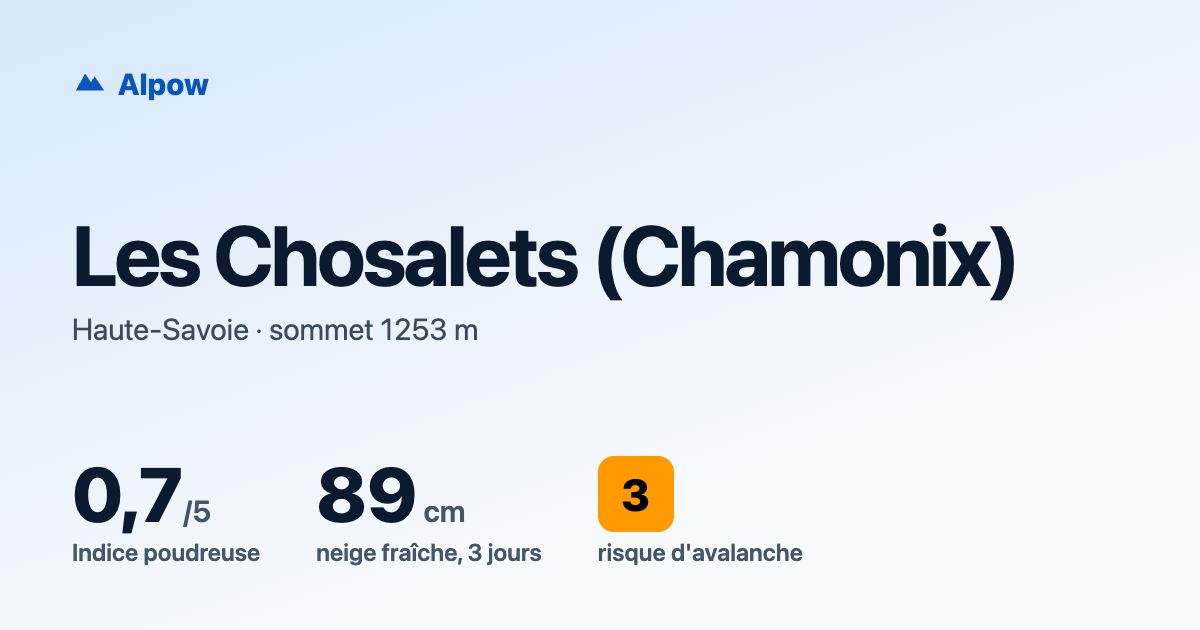 Alpow
Les Chosalets (Chamonix)
Haute-Savoie · sommet 1253 m
0,7 /5
Indice poudreuse
89 cm
neige fraîche, 3 jours
3
risque d'avalanche